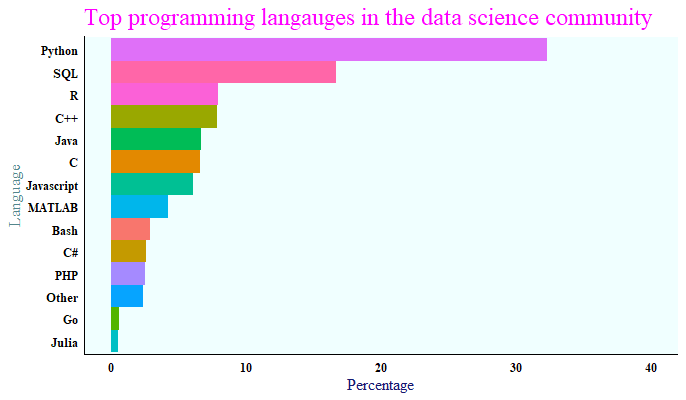 Top programming langauges in the data science community
Python
SQL
R
C++
Java
C
Javascript
MATLAB
Bash
C#
PHP
Other
Go
Julia
Language
0 10 20 30 40
Percentage